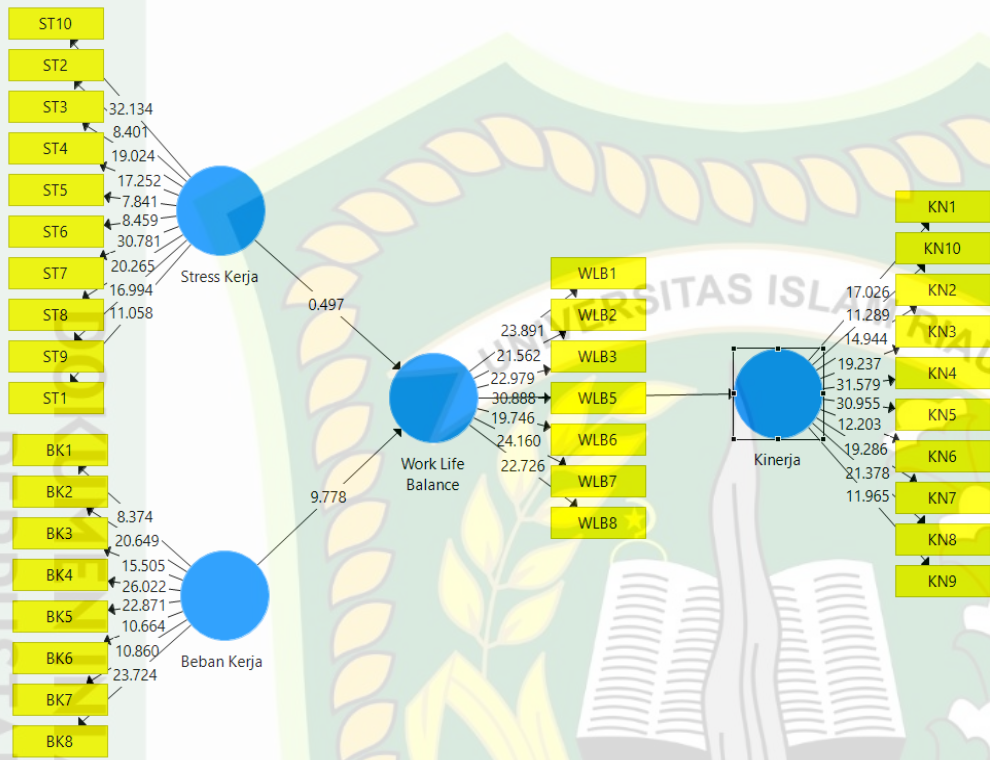 ST10
ST2
ST3
ST4
ST5
ST6
ST7
ST8
ST9
ST1
32.134
8.401
19.024
17.252
7.841
8.459
30.781
20.265
16.994
11.058
Stress Kerja
0.497
BK1
BK2
BK3
BK4
BK5
BK6
BK7
BK8
8.374
20.649
15.505
26.022
22.871
10.664
10.860
23.724
Beban Kerja
9.778
Work Life
Balance
23.891
21.562
22.979
30.888
19.746
24.160
22.726
WLB1
WLB2
WLB3
WLB5
WLB6
WLB7
WLB8
Kinerja
17.026
11.289
14.944
19.237
31.579
30.955
12.203
19.286
21.378
11.965
KN1
KN10
KN2
KN3
KN4
KN5
KN6
KN7
KN8
KN9
UNIVERSITAS ISLAM RIAU